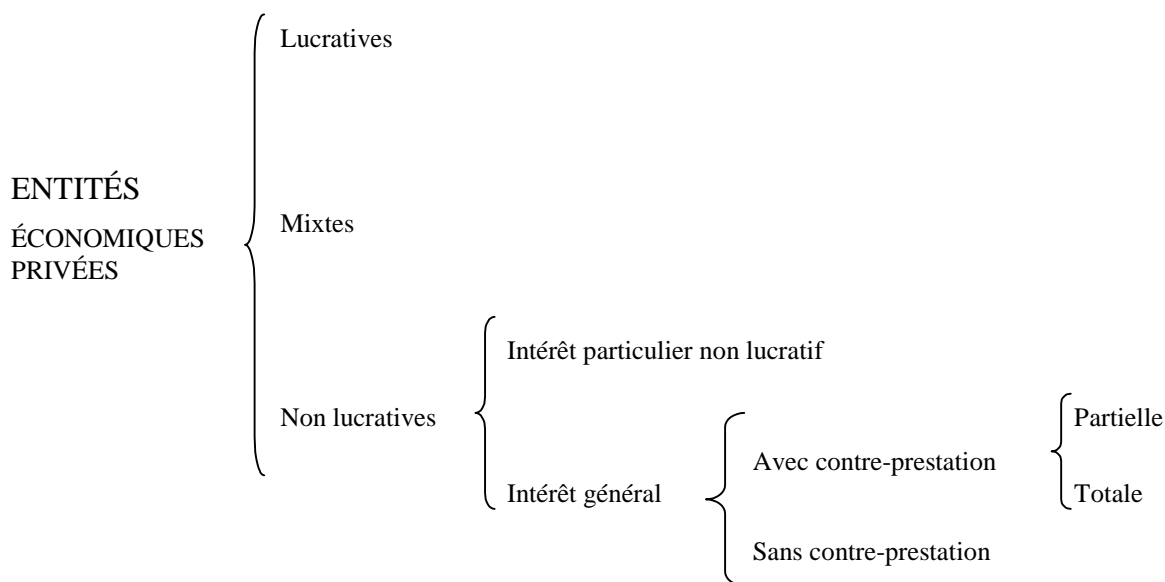 Lucratives
ENTITÉS
ÉCONOMIQUES
PRIVÉES
Mixtes
Non lucratives
Intérêt particulier non lucratif
Intérêt général
Avec contre-prestation
Partielle
Totale
Sans contre-prestation